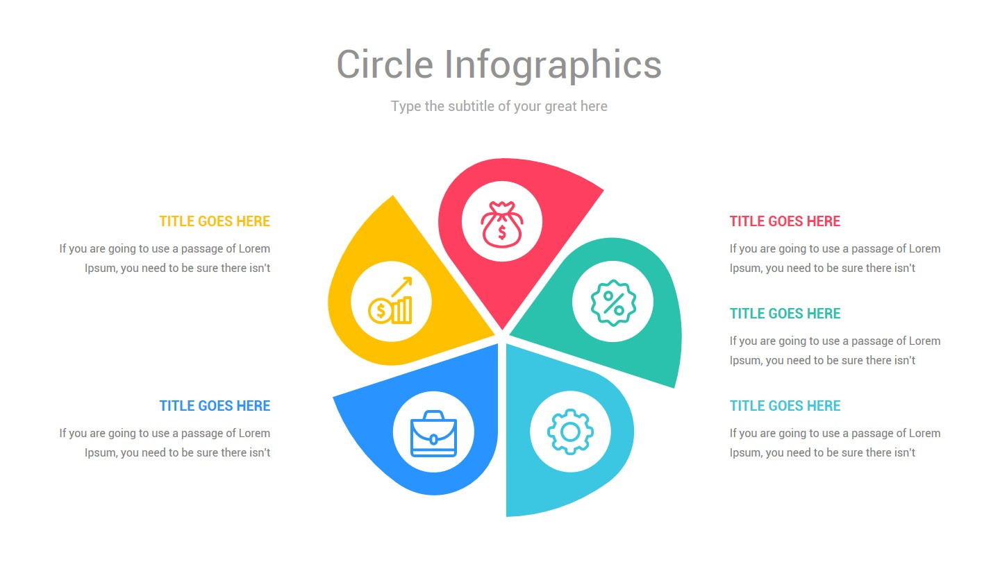 Circle Infographics
Type the subtitle of your great here
TITLE GOES HERE
If you are going to use a passage of Lorem
Ipsum, you need to be sure there isn't
TITLE GOES HERE
If you are going to use a passage of Lorem
Ipsum, you need to be sure there isn't
TITLE GOES HERE
If you are going to use a passage of Lorem
Ipsum, you need to be sure there isn't
TITLE GOES HERE
If you are going to use a passage of Lorem
Ipsum, you need to be sure there isn't
TITLE GOES HERE
If you are going to use a passage of Lorem
Ipsum, you need to be sure there isn't